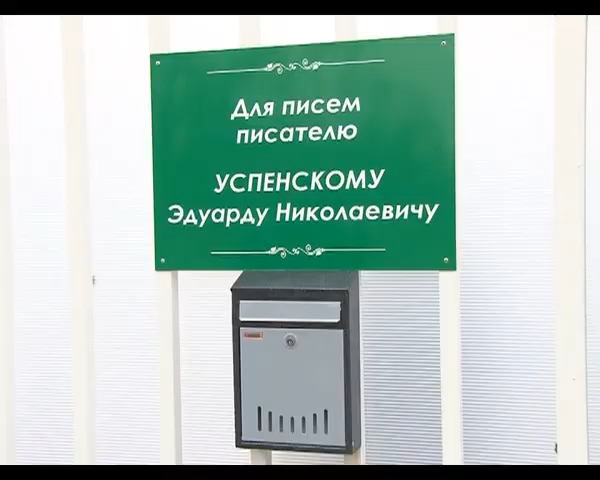 Для писем
писателю
УСПЕНСКОМУ
Эдуарду Николаевичу